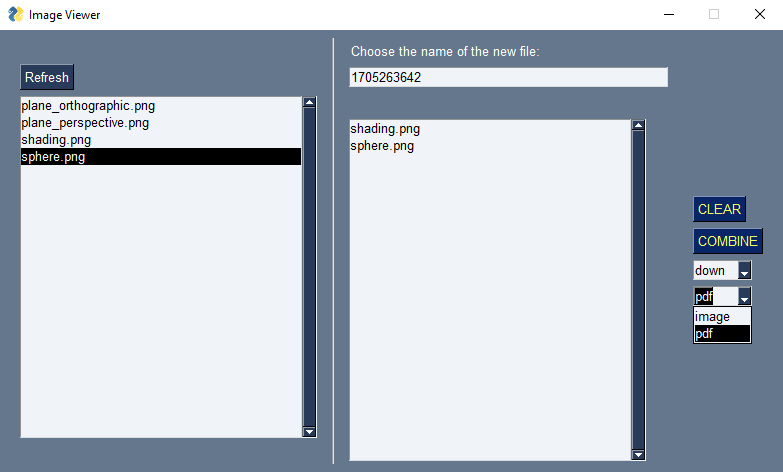 Image Viewer
Refresh
plane_orthographic.png
plane_perspective.png
shading.png
sphere.png
Choose the name of the new file:
1705263642
shading.png
sphere.png
CLEAR
COMBINE
down
pdf
image
pdf